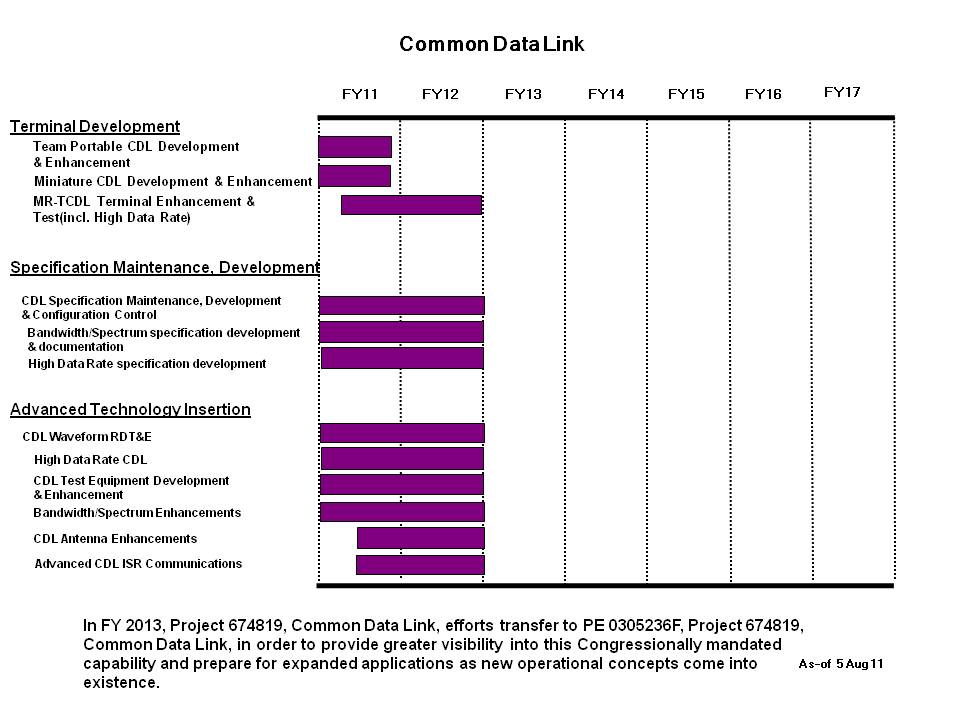 Common Data Link
FY11 FY12 FY13 FY14 FY15 FY16 FY17
Terminal Development
Team Portable CDL Development
& Enhancement
Miniature CDL Development & Enhancement
MR-TCDL Terminal Enhancement &
Test(incl. High Data Rate)
Specification Maintenance, Development
CDL Specification Maintenance, Development
& Configuration Control
Bandwidth/Spectrum specification development
& documentation
High Data Rate specification development
Advanced Technology Insertion
CDL Waveform RDT&E
High Data Rate CDL
CDL Test Equipment Development
& Enhancement
Bandwidth/Spectrum Enhancements
CDL Antenna Enhancements
Advanced CDL ISR Communications
In FY 2013, Project 674819, Common Data Link, efforts transfer to PE 0305236F, Project 674819,
Common Data Link, in order to provide greater visibility into this Congressionally mandated
capability and prepare for expanded applications as new operational concepts come into
existence.
As-of 5 Aug 11